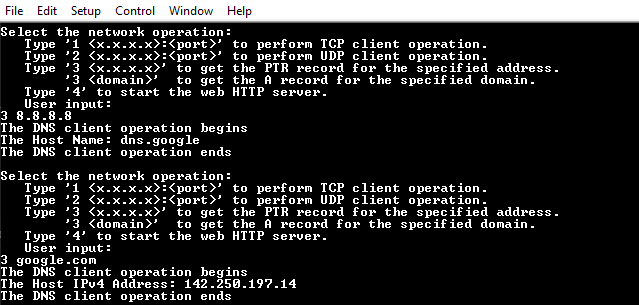 File Edit Setup Control Window Help
Select the network operation:
Type '1 <x.x.x.x>:<port>' to perform TCP client operation.
Type '2 <x.x.x.x>:<port>' to perform UDP client operation.
Type '3 <x.x.x.x>' to get the PTR record for the specified address.
'3 <domain>' to get the A record for the specified domain.
Type '4' to start the web HTTP server.
User input:
3 8.8.8.8
The DNS client operation begins
The Host Name: dns.google
The DNS client operation ends
Select the network operation:
Type '1 <x.x.x.x>:<port>' to perform TCP client operation.
Type '2 <x.x.x.x>:<port>' to perform UDP client operation.
Type '3 <x.x.x.x>' to get the PTR record for the specified address.
'3 <domain>' to get the A record for the specified domain.
Type '4' to start the web HTTP server.
User input:
3 google.com
The DNS client operation begins
The Host IPv4 Address: 142.250.197.14
The DNS client operation ends